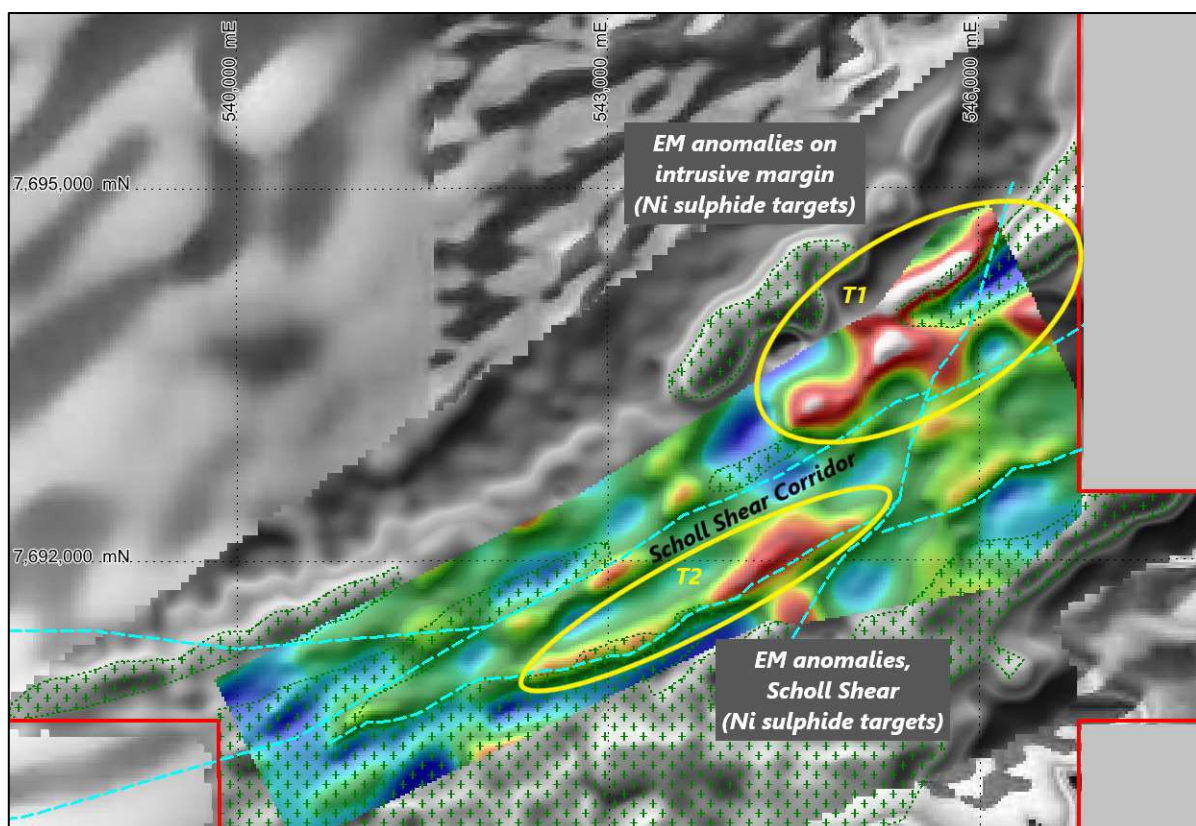 540,000 mE
543,000 mE
546,000 mE
EM anomalies on
intrusive margin
(Ni sulphide targets)
7,695,000 mN
T1
Scholl Shear Corridor
7,692,000 mN
T2
EM anomalies,
Scholl Shear
(Ni sulphide targets)